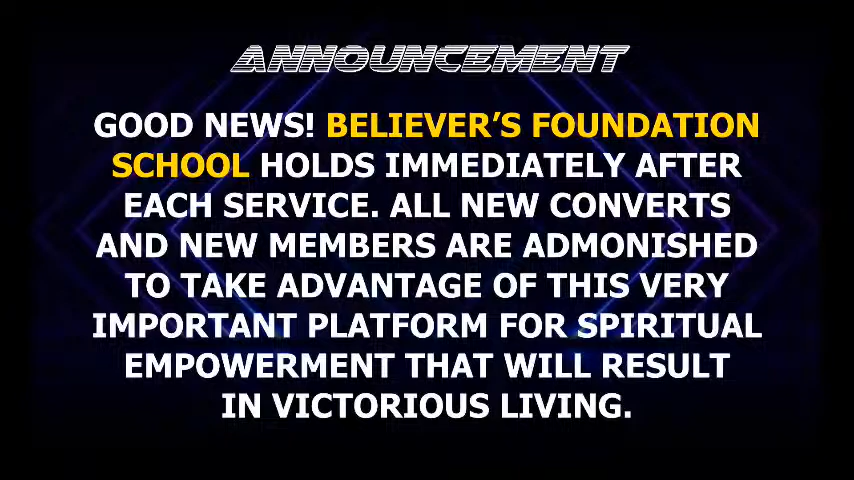 ANNOUNCEMENT
GOOD NEWS! BELIEVER’S FOUNDATION
SCHOOL HOLDS IMMEDIATELY AFTER
EACH SERVICE. ALL NEW CONVERTS
AND NEW MEMBERS ARE ADMONISHED
TO TAKE ADVANTAGE OF THIS VERY
IMPORTANT PLATFORM FOR SPIRITUAL
EMPOWERMENT THAT WILL RESULT
IN VICTORIOUS LIVING.